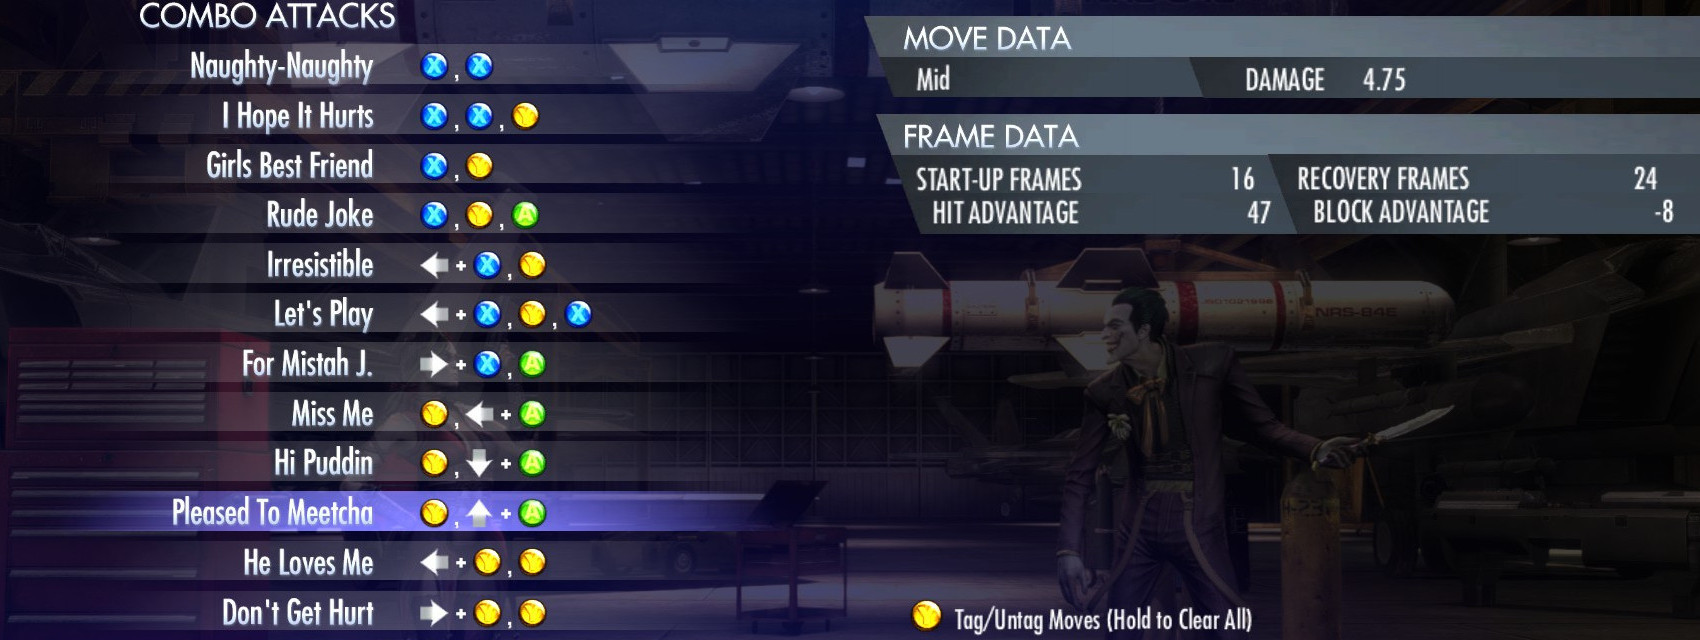 COMBO ATTACKS
Naughty-Naughty X , X
I Hope It Hurts X , X , Y
Girls Best Friend X , Y
Rude Joke X , Y , A
Irresistible ← + X , Y
Let's Play ← + X , Y , X
For Mistah J. → + X , A
Miss Me Y , ← + A
Hi Puddin Y , ↓ + A
Pleased To Meetcha Y , ↑ + A
He Loves Me ← + Y , Y
Don't Get Hurt → + Y , Y
MOVE DATA
Mid DAMAGE 4.75
FRAME DATA
START-UP FRAMES 16 RECOVERY FRAMES 24
HIT ADVANTAGE 47 BLOCK ADVANTAGE -8
NRS-84E
Y Tag/Untag Moves (Hold to Clear All)